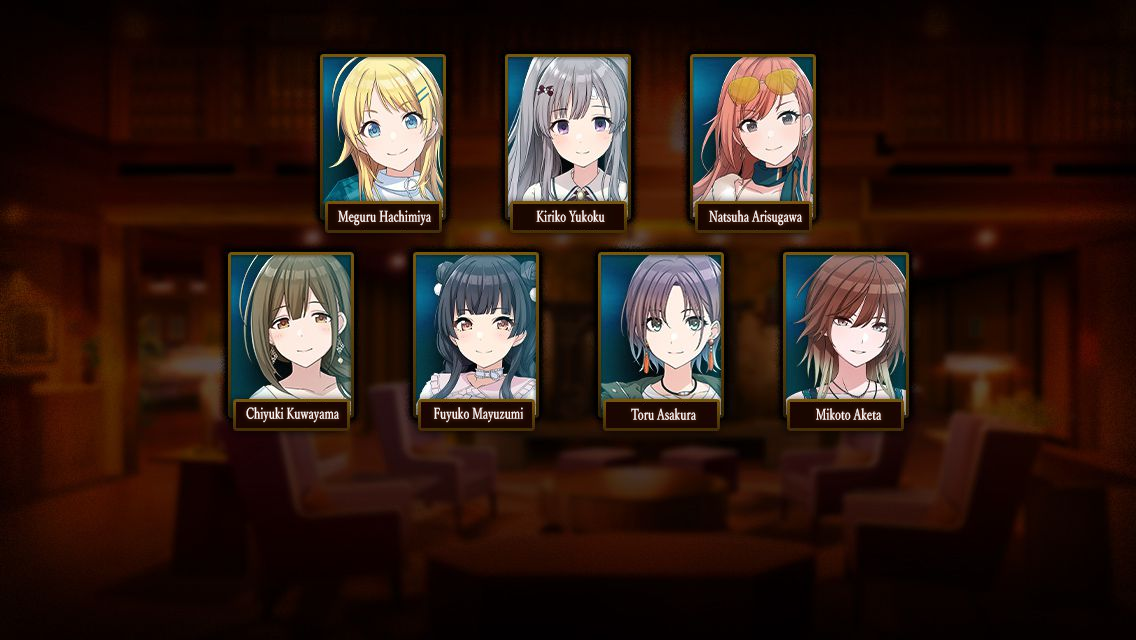 Meguru Hachimiya
Kiriko Yukoku
Natsuha Arisugawa
Chiyuki Kuwayama
Fuyuko Mayuzumi
Toru Asakura
Mikoto Aketa